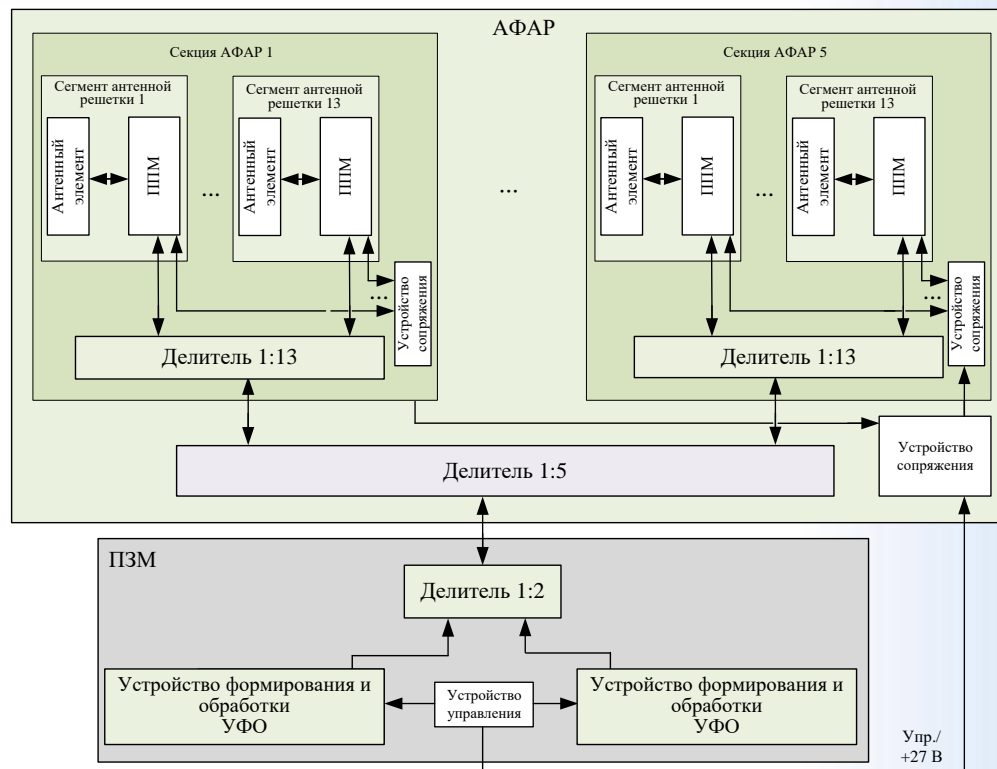 АФАР
Секция АФАР 1
Сегмент антенной
решетки 1
Антенный
элемент
ППМ
...
Сегмент антенной
решетки 13
Антенный
элемент
ППМ
...
Устройство
сопряжения
Делитель 1:13
...
Секция АФАР 5
Сегмент антенной
решетки 1
Антенный
элемент
ППМ
...
Сегмент антенной
решетки 13
Антенный
элемент
ППМ
...
Устройство
сопряжения
Делитель 1:13
Делитель 1:5
Устройство
сопряжения
ПЗМ
Делитель 1:2
Устройство формирования и
обработки
УФО
Устройство
управления
Устройство формирования и
обработки
УФО
Упр./
+27 В